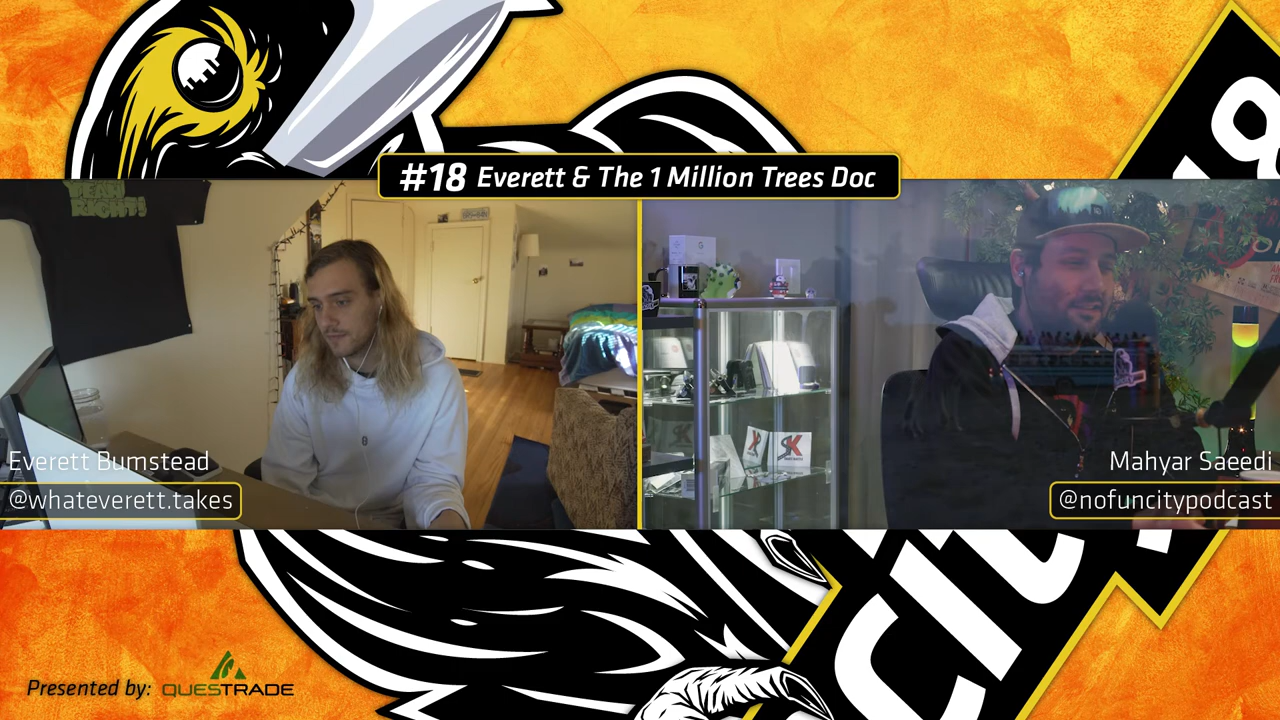 #18 Everett & The 1 Million Trees Doc
Everett Bumstead
@whateverett.takes
Mahyar Saeedi
@nofuncitypodcast
Presented by: QUESTRADE